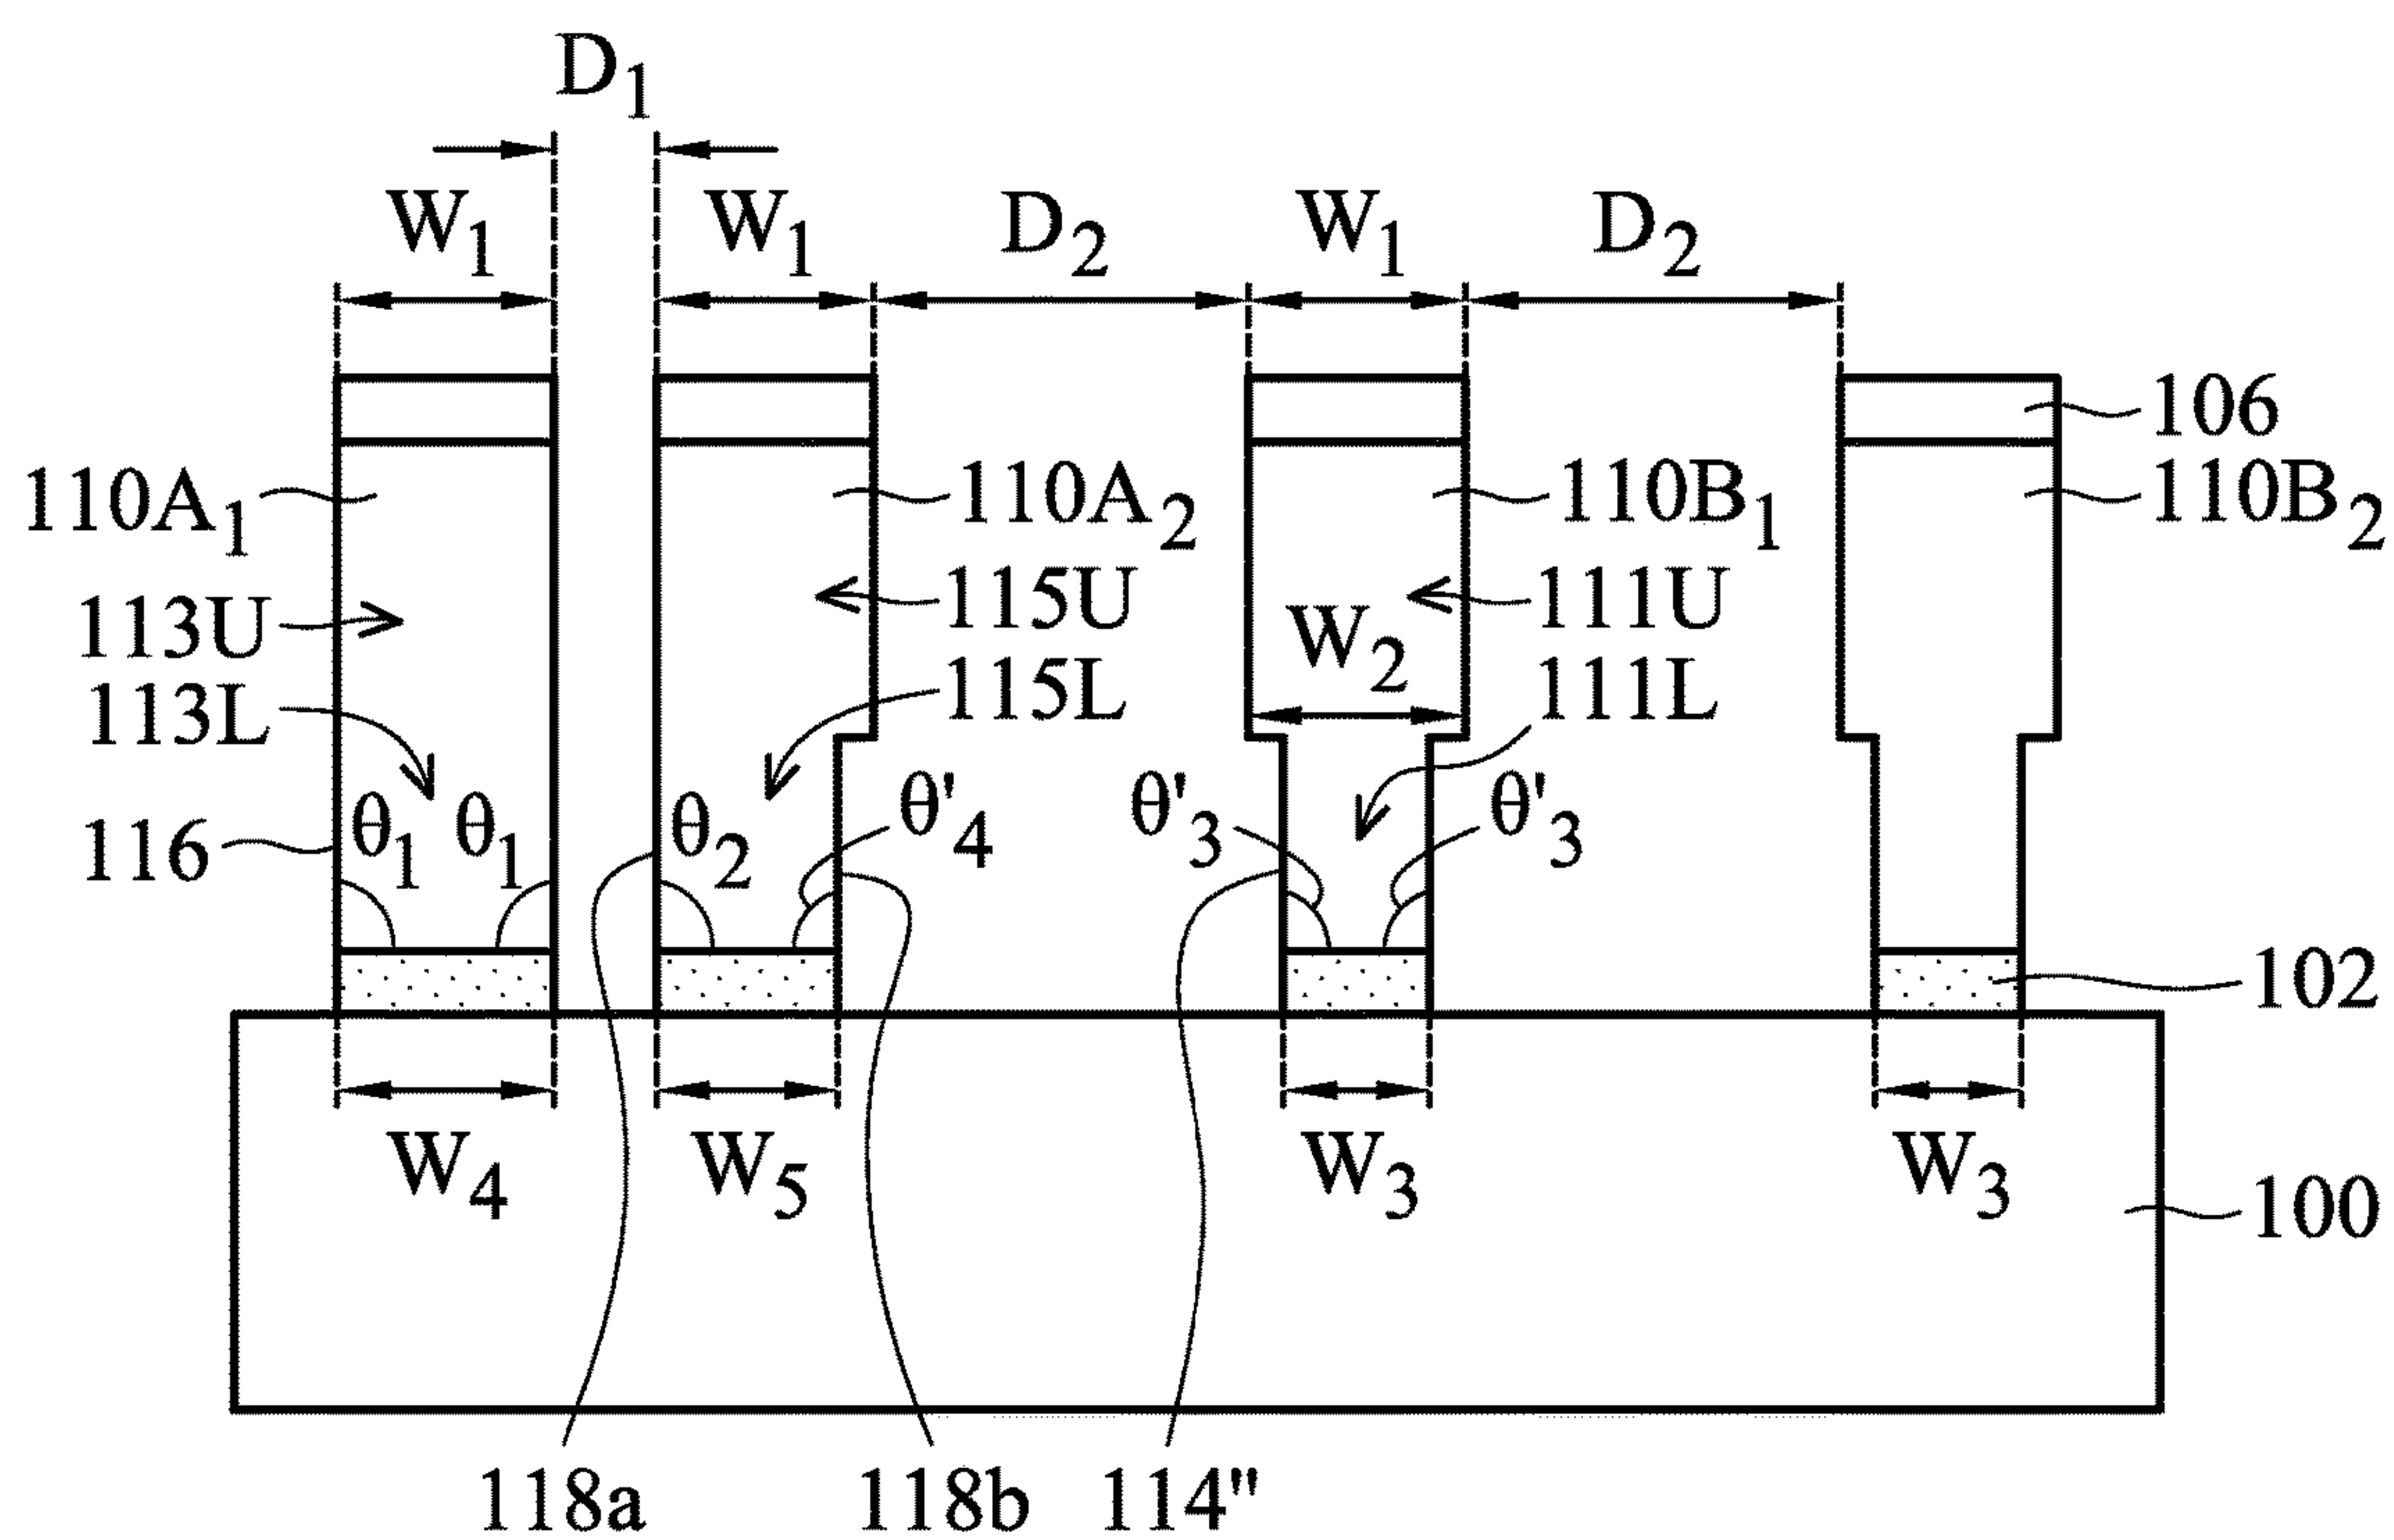 D₁
W₁ W₁ D₂ W₁ D₂
106
110A₁ 110A₂ 110B₁ 110B₂
113U 115U W₂ 111U
113L 115L 111L
116 θ₁ θ₁ θ₂ θ'₄ θ'₃ θ'₃
102
W₄ W₅ W₃ W₃
100
118a 118b 114"